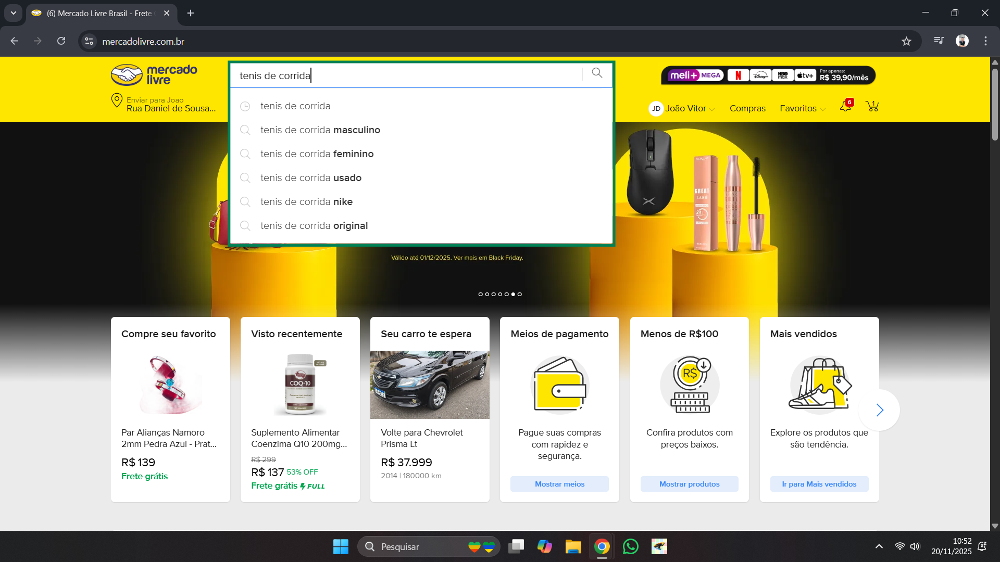 (6) Mercado Livre Brasil - Frete
mercadolivre.com.br
mercado
livre
tenis de corrida
meli+ MEGA
N
Disney+
HBO
max
tv+
Por apenas:
R$ 39,90/mês
Enviar para Joao
Rua Daniel de Sousa...
JD
João Vitor
Compras
Favoritos
6
1
tenis de corrida
tenis de corrida masculino
tenis de corrida feminino
tenis de corrida usado
tenis de corrida nike
tenis de corrida original
GREAT
LASH
24
Válido até 01/12/2025. Ver mais em Black Friday.
Compre seu favorito
Visto recentemente
Seu carro te espera
Meios de pagamento
Menos de R$100
Mais vendidos
COQ-10
R$
Par Alianças Namoro
2mm Pedra Azul - Prat...
R$ 139
Frete grátis
Suplemento Alimentar
Coenzima Q10 200mg...
R$ 299
R$ 137 53% OFF
Frete grátis FULL
Volte para Chevrolet
Prisma Lt
R$ 37.999
2014 | 180000 km
Pague suas compras
com rapidez e
segurança.
Mostrar meios
Confira produtos com
preços baixos.
Mostrar produtos
Explore os produtos que
são tendência.
Ir para Mais vendidos
Pesquisar
10:52
20/11/2025